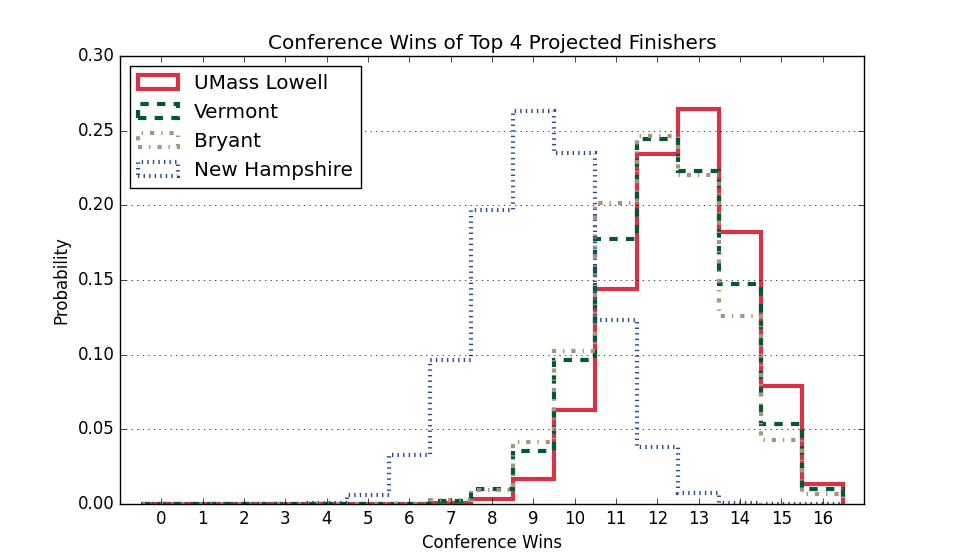 Conference Wins of Top 4 Projected Finishers
0.30
0.25
0.20
0.15
0.10
0.05
0.00
Probability
UMass Lowell
Vermont
Bryant
New Hampshire
0 1 2 3 4 5 6 7 8 9 10 11 12 13 14 15 16
Conference Wins